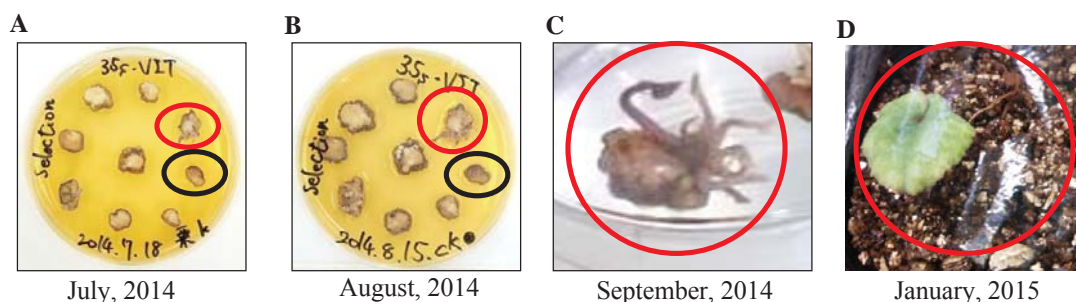 A
35s-VIT
Selection
2014.7.18
July, 2014
B
35s-VIT
Selection
2014.8.15.CK
August, 2014
C
September, 2014
D
January, 2015